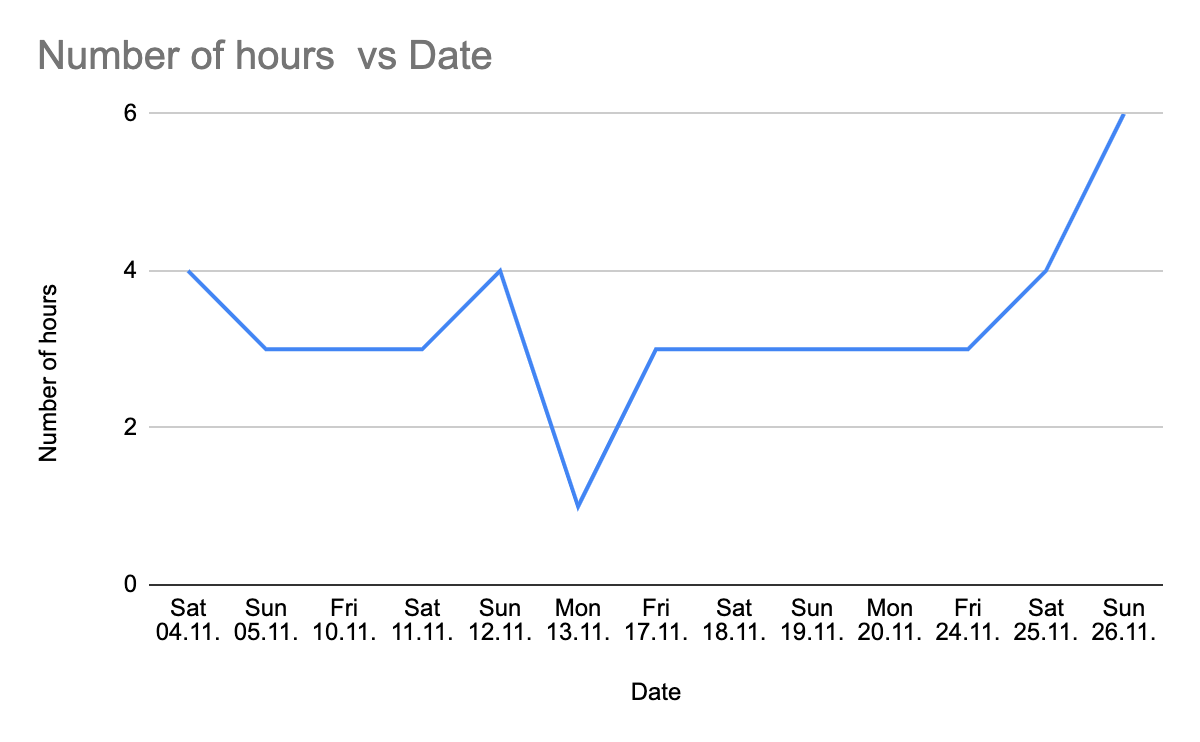 Number of hours  vs Date
6
4
2
0
Number of hours
Sat Sun Fri Sat Sun Mon Fri Sat Sun Mon Fri Sat Sun
04.11. 05.11. 10.11. 11.11. 12.11. 13.11. 17.11. 18.11. 19.11. 20.11. 24.11. 25.11. 26.11.
Date